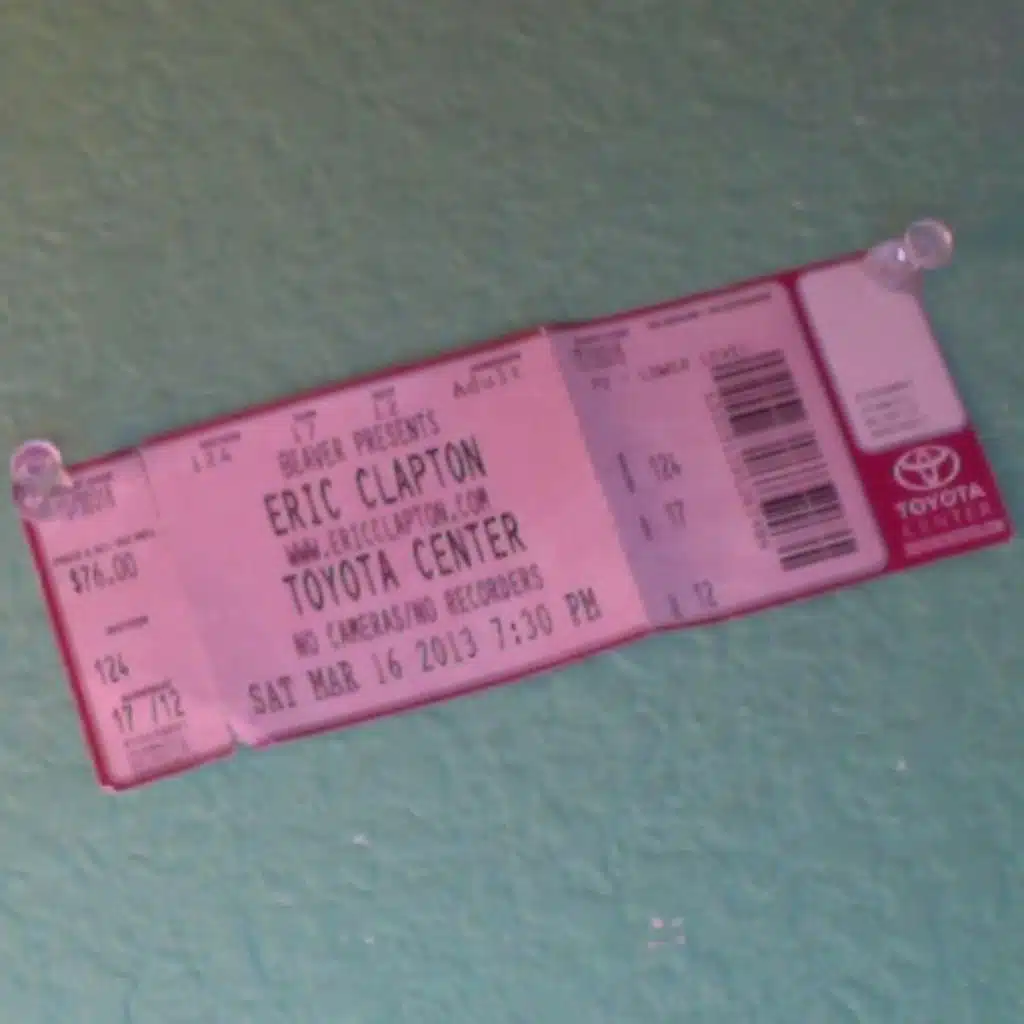 $76.00
124
17 /12
124
17
12
Adult
BEAVER PRESENTS
ERIC CLAPTON
WWW.ERICCLAPTON.COM
TOYOTA CENTER
NO CAMERAS/NO RECORDERS
SAT MAR 16 2013 7:30 PM
LOWER LEVEL
124
17
12
TOYOTA
CENTER